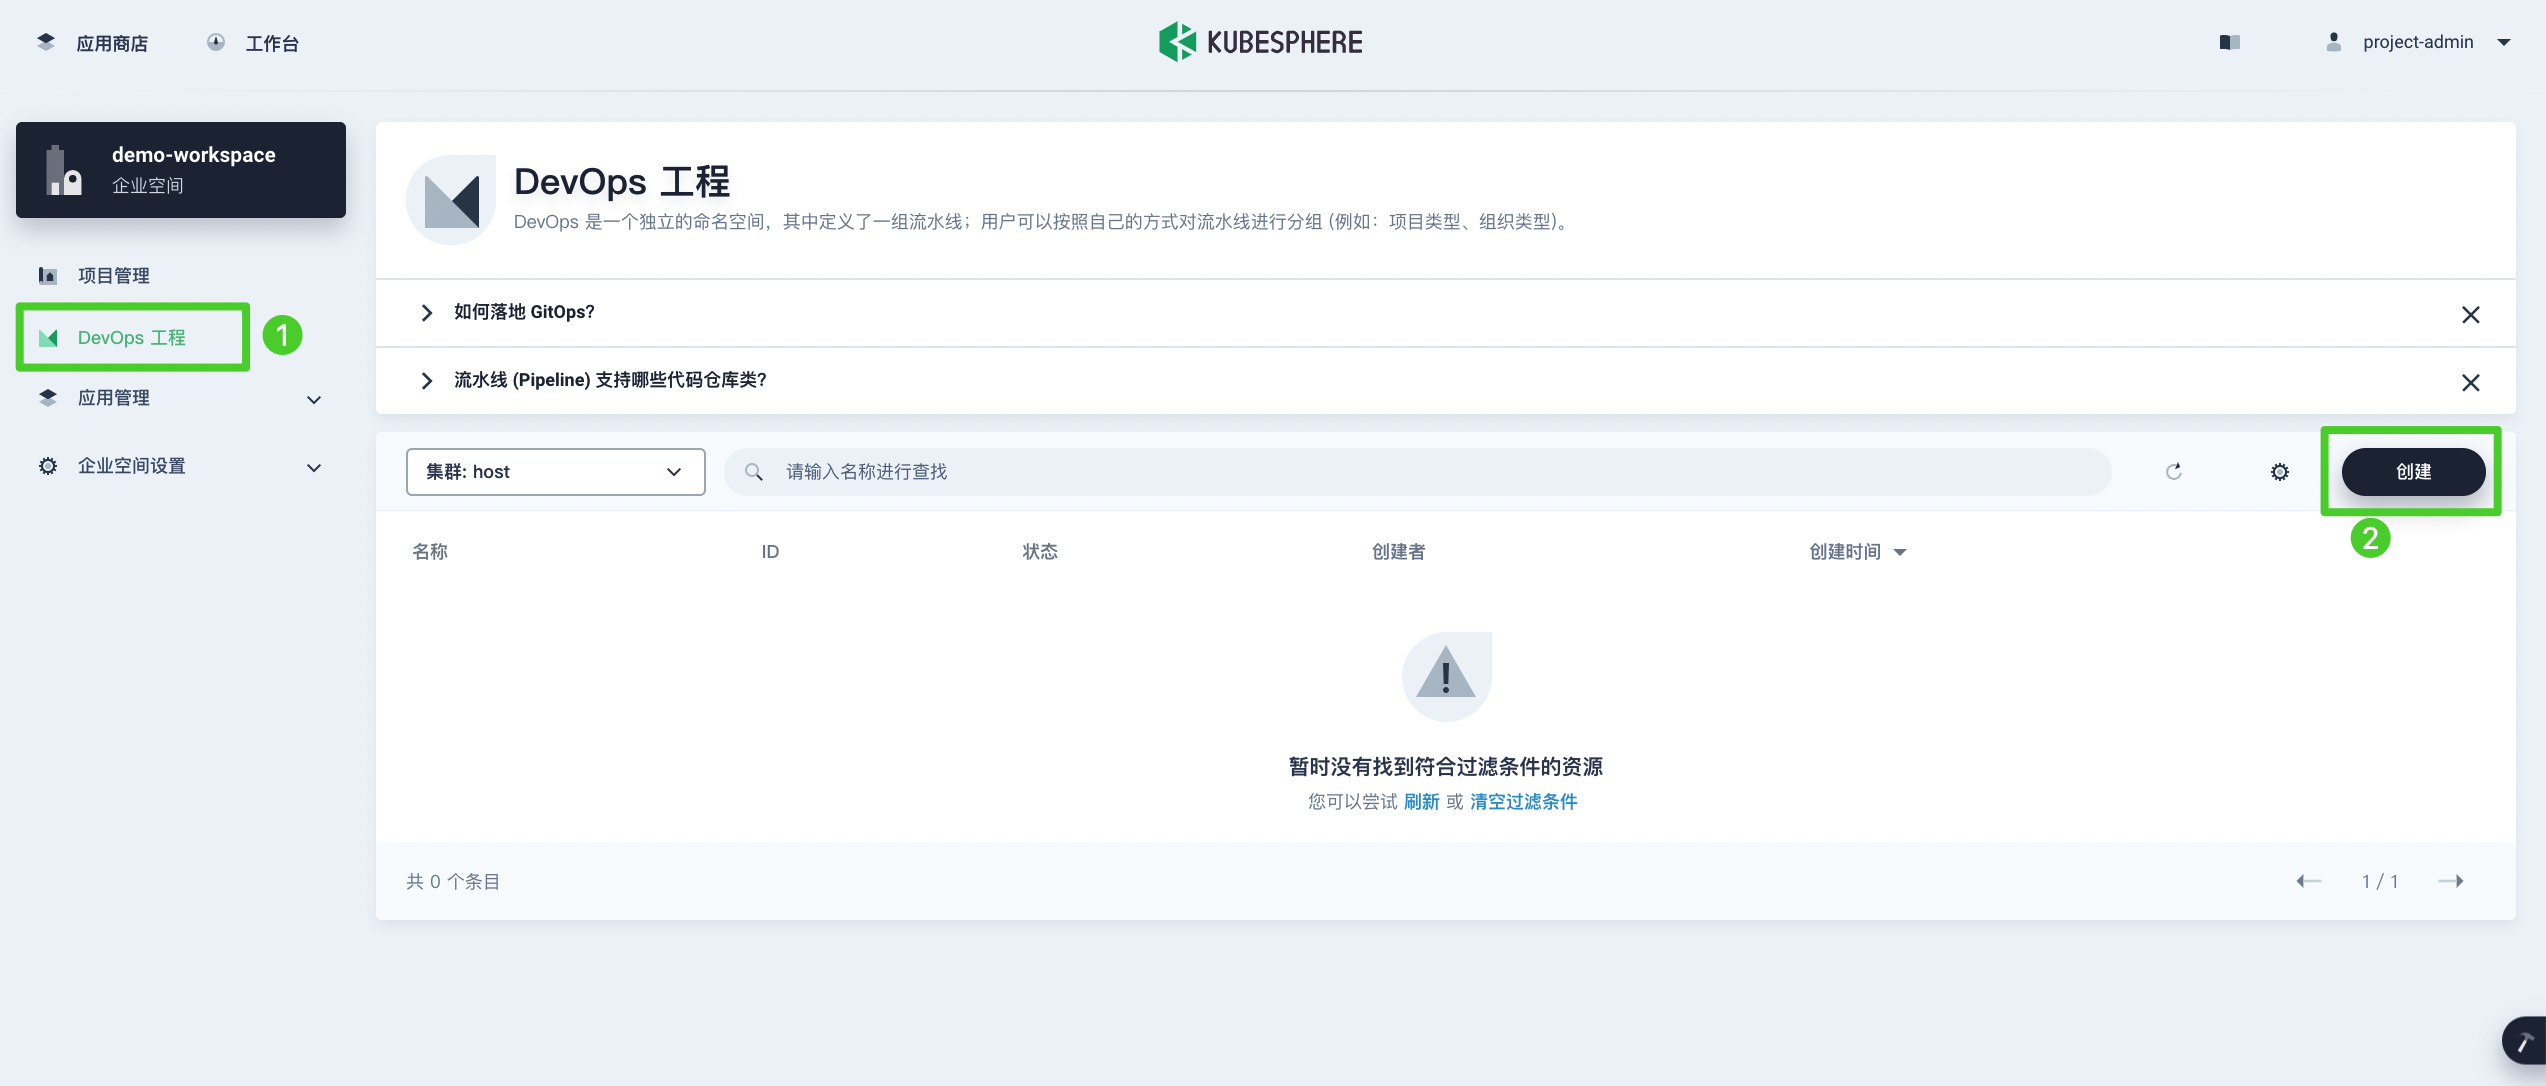 应用商店 工作台 KUBESPHERE project-admin
demo-workspace
企业空间
项目管理
DevOps 工程 1
应用管理
企业空间设置
DevOps 工程
DevOps 是一个独立的命名空间，其中定义了一组流水线；用户可以按照自己的方式对流水线进行分组 (例如：项目类型、组织类型)。
如何落地 GitOps?
流水线 (Pipeline) 支持哪些代码仓库类?
集群: host 请输入名称进行查找 创建
2
名称 ID 状态 创建者 创建时间
暂时没有找到符合过滤条件的资源
您可以尝试 刷新 或 清空过滤条件
共 0 个条目 1 / 1